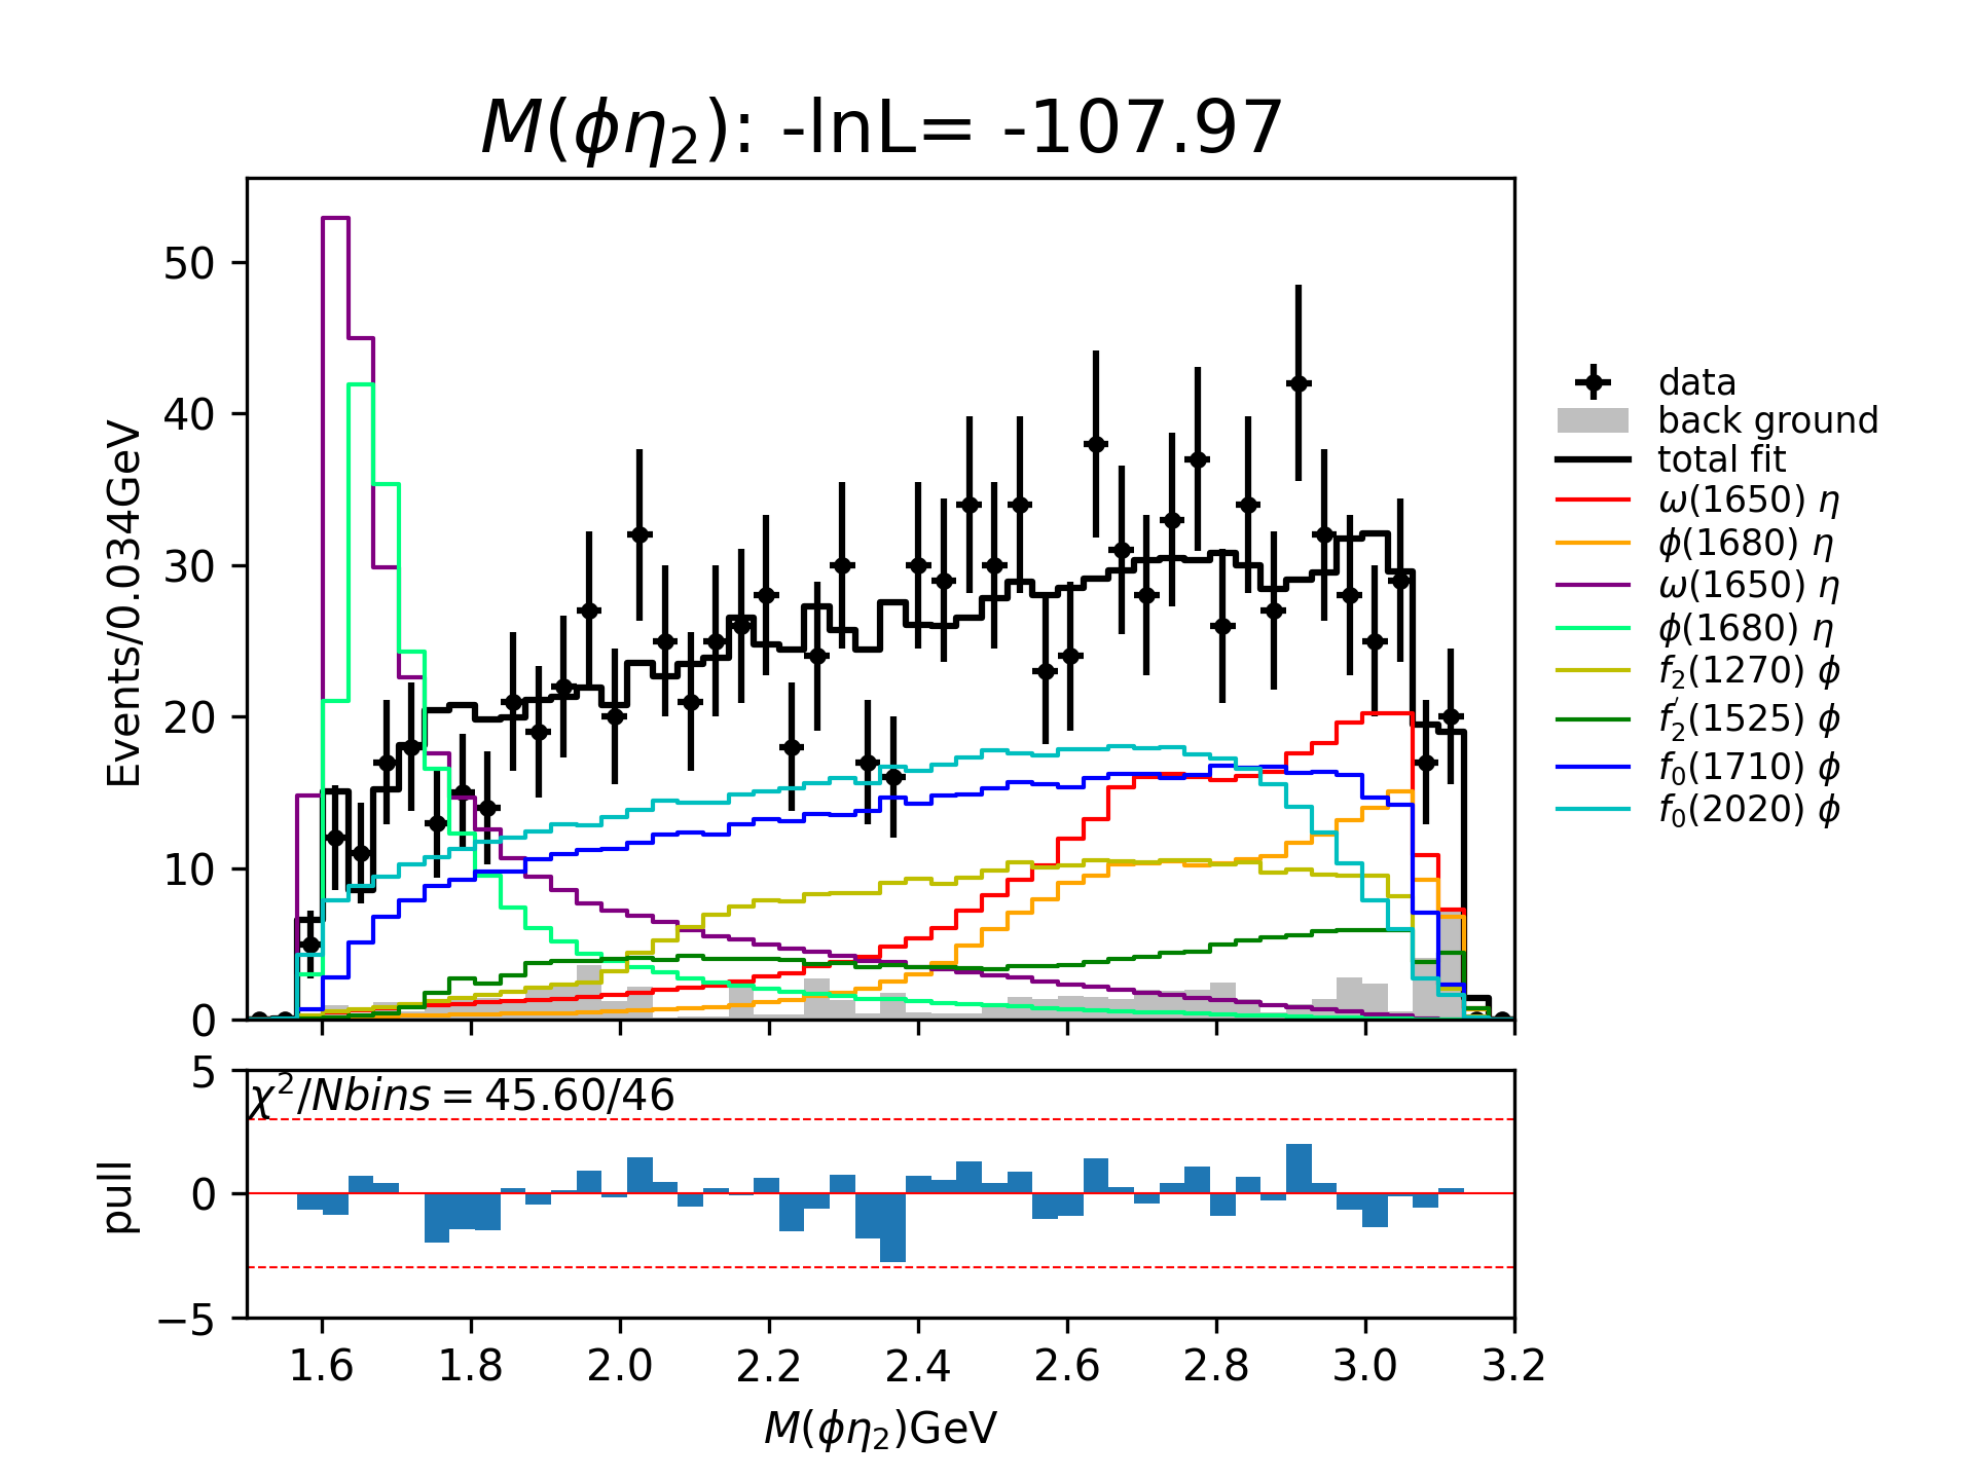 M(ϕη₂): -lnL= -107.97
Events/0.034GeV
50
40
30
20
10
0
data
back ground
total fit
ω(1650) η
ϕ(1680) η
ω(1650) η
ϕ(1680) η
f₂(1270) ϕ
f₂′(1525) ϕ
f₀(1710) ϕ
f₀(2020) ϕ
χ²/Nbins = 45.60/46
pull
5
0
−5
1.6 1.8 2.0 2.2 2.4 2.6 2.8 3.0 3.2
M(ϕη₂)GeV